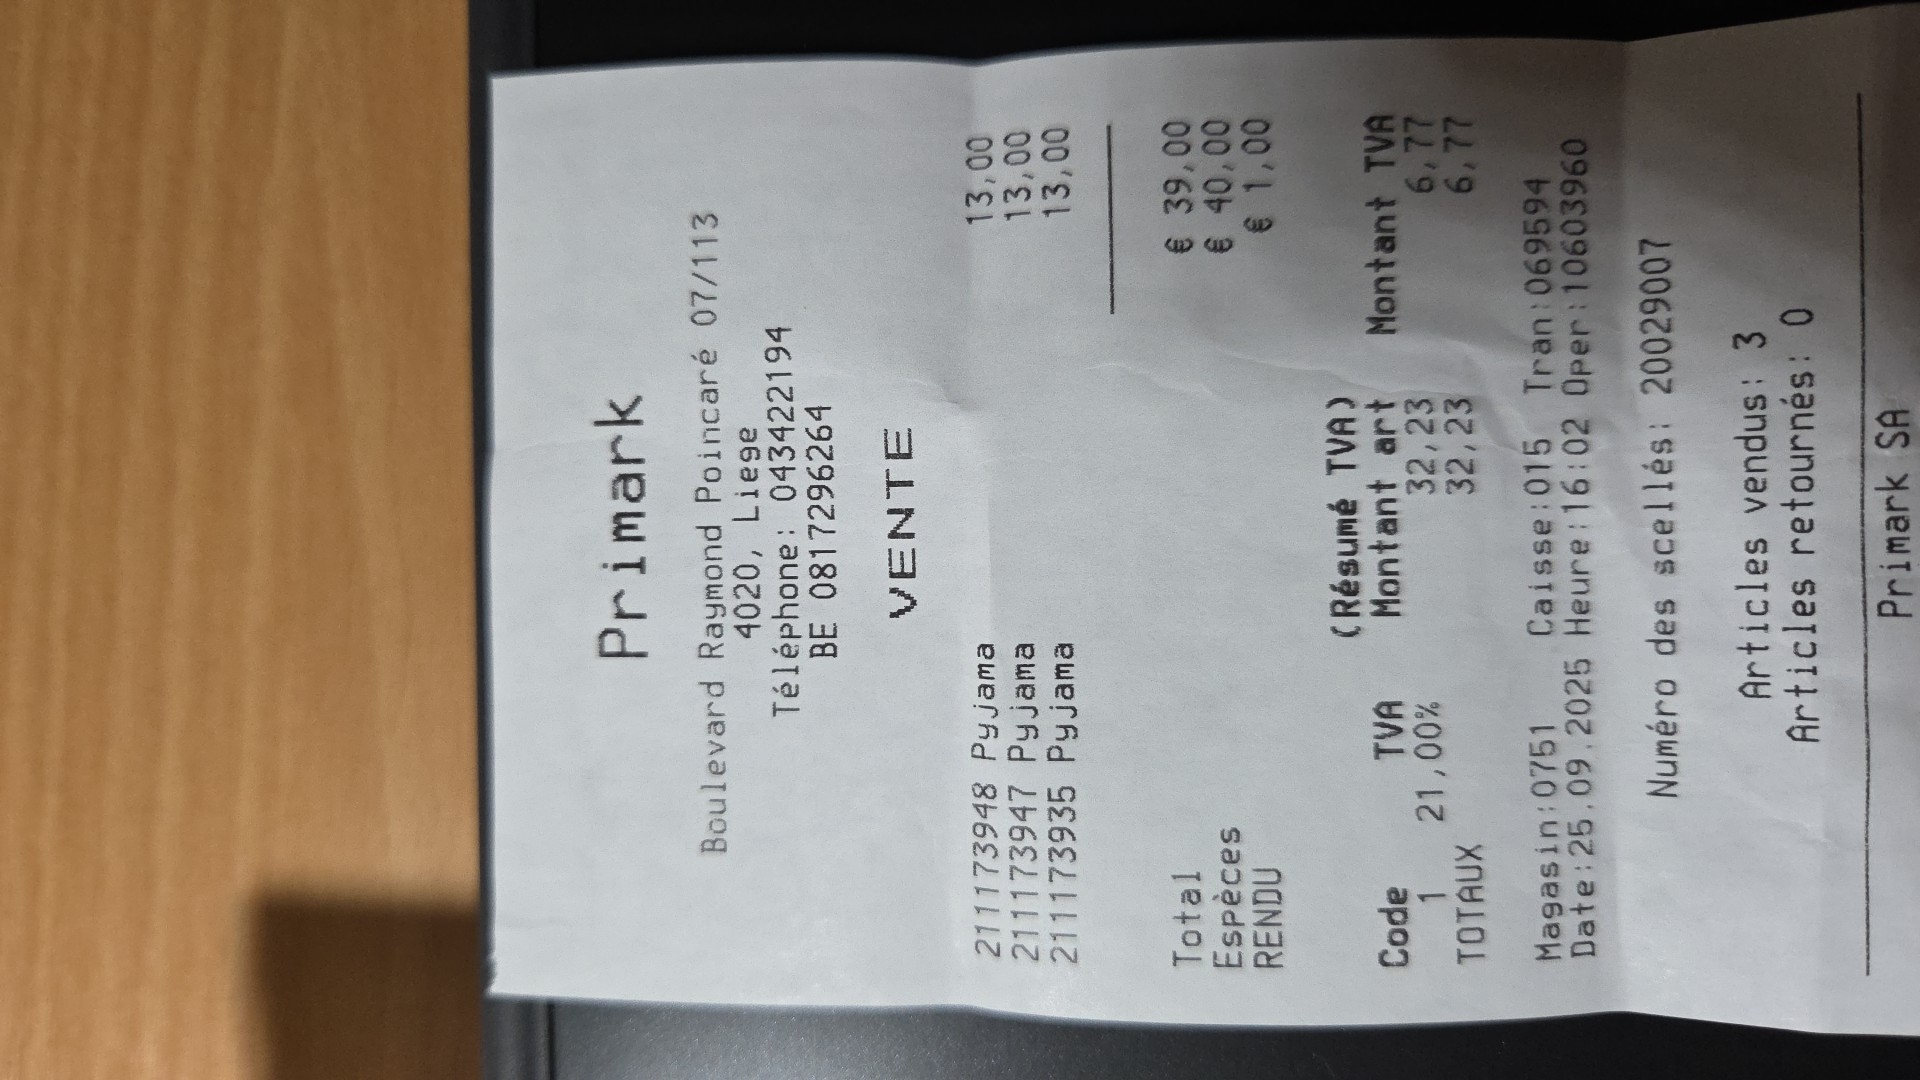 Primark
Boulevard Raymond Poincaré 07/113
4020, Liege
Téléphone: 043422194
BE 0817296264
VENTE
211173948 Pyjama 13,00
211173947 Pyjama 13,00
211173935 Pyjama 13,00
Total € 39,00
Espèces € 40,00
RENDU € 1,00
(Résumé TVA)
Code TVA Montant art Montant TVA
1 21,00% 32,23 6,77
TOTAUX 32,23 6,77
Magasin:0751 Caisse:015 Tran:069594
Date:25.09.2025 Heure:16:02 Oper:10603960
Numéro des scellés: 20029007
Articles vendus: 3
Articles retournés: 0
Primark SA